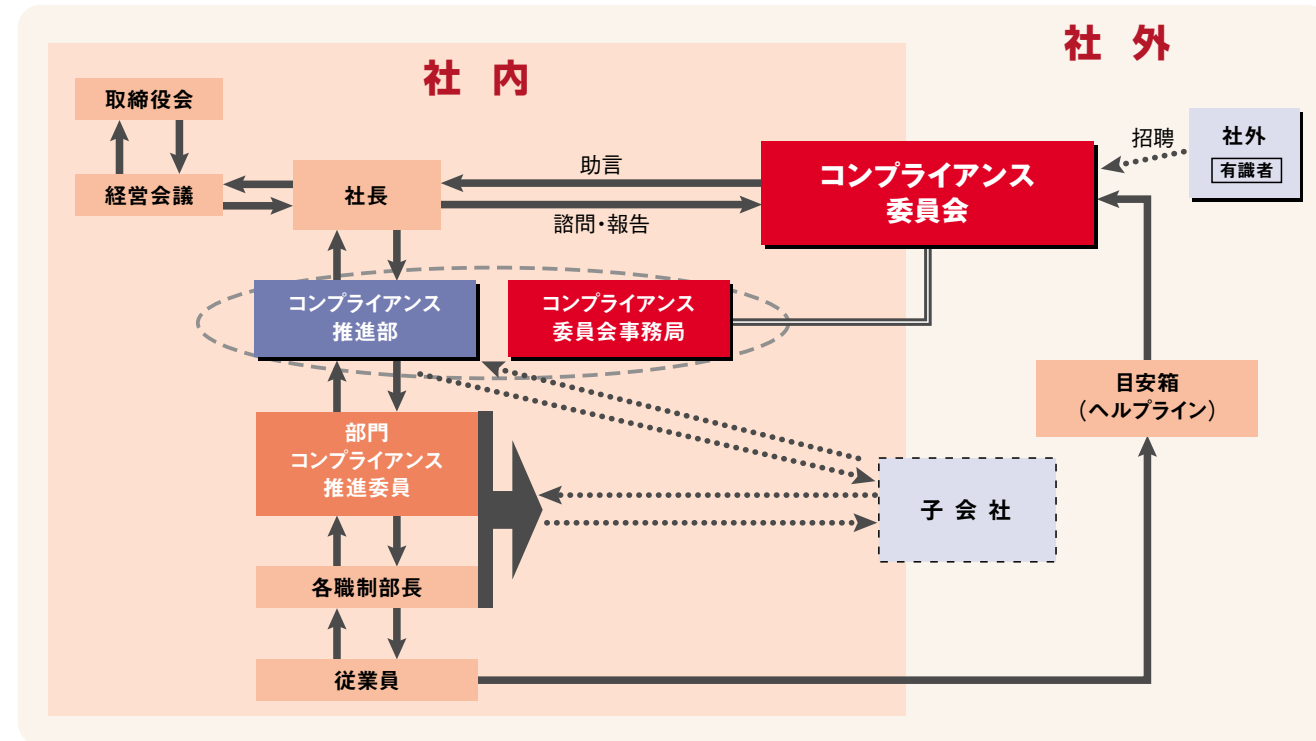 社 外
社 内
取締役会
経営会議
社長
助言
諮問・報告
コンプライアンス
委員会
招聘
社外
有識者
コンプライアンス
推進部
コンプライアンス
委員会事務局
目安箱
（ヘルプライン）
部門
コンプライアンス
推進委員
子 会 社
各職制部長
従業員